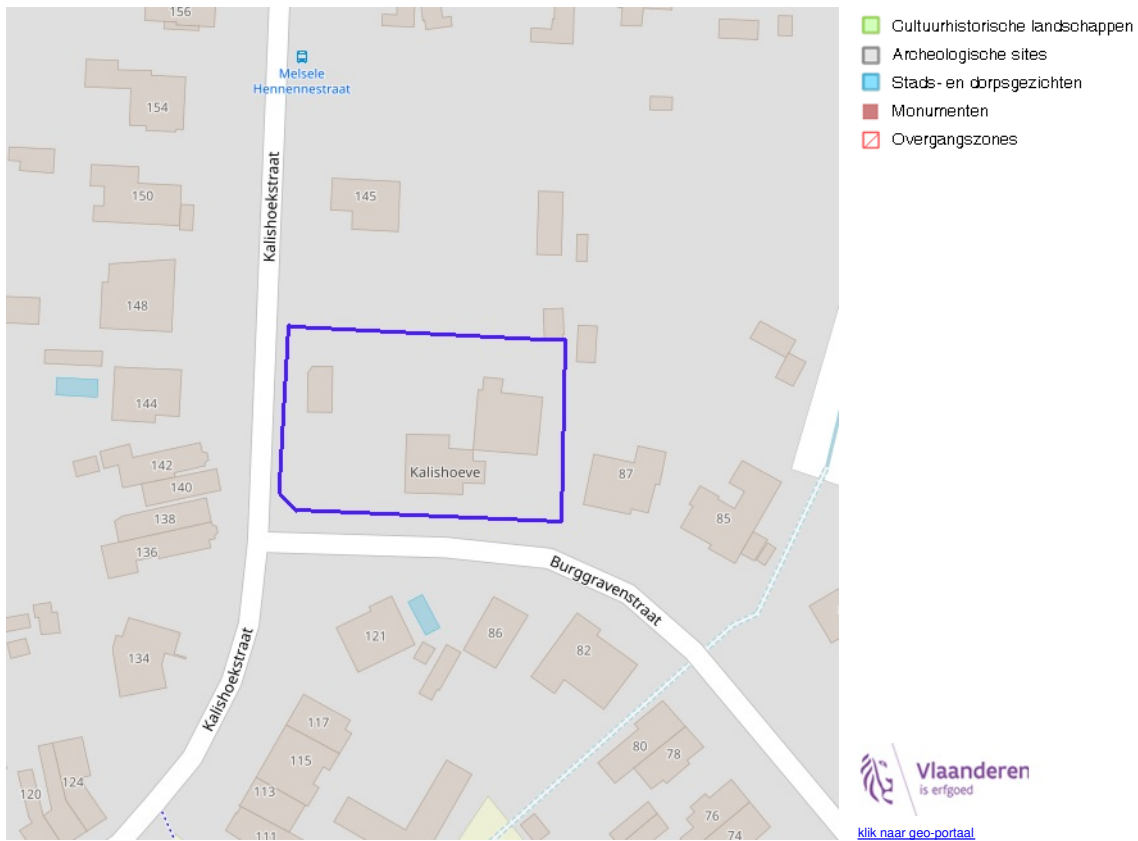 156
Melsele
Hennennestraat
154
Kalishoekstraat
150
145
148
144
142
140
138
136
Kalishoeve
87
85
Burggravenstraat
121
86
82
134
Kalishoekstraat
117
115
113
111
80
78
76
74
124
120
Cultuurhistorische landschappen
Archeologische sites
Stads- en dorpsgezichten
Monumenten
Overgangszones
Vlaanderen
is erfgoed
klik naar geo-portaal